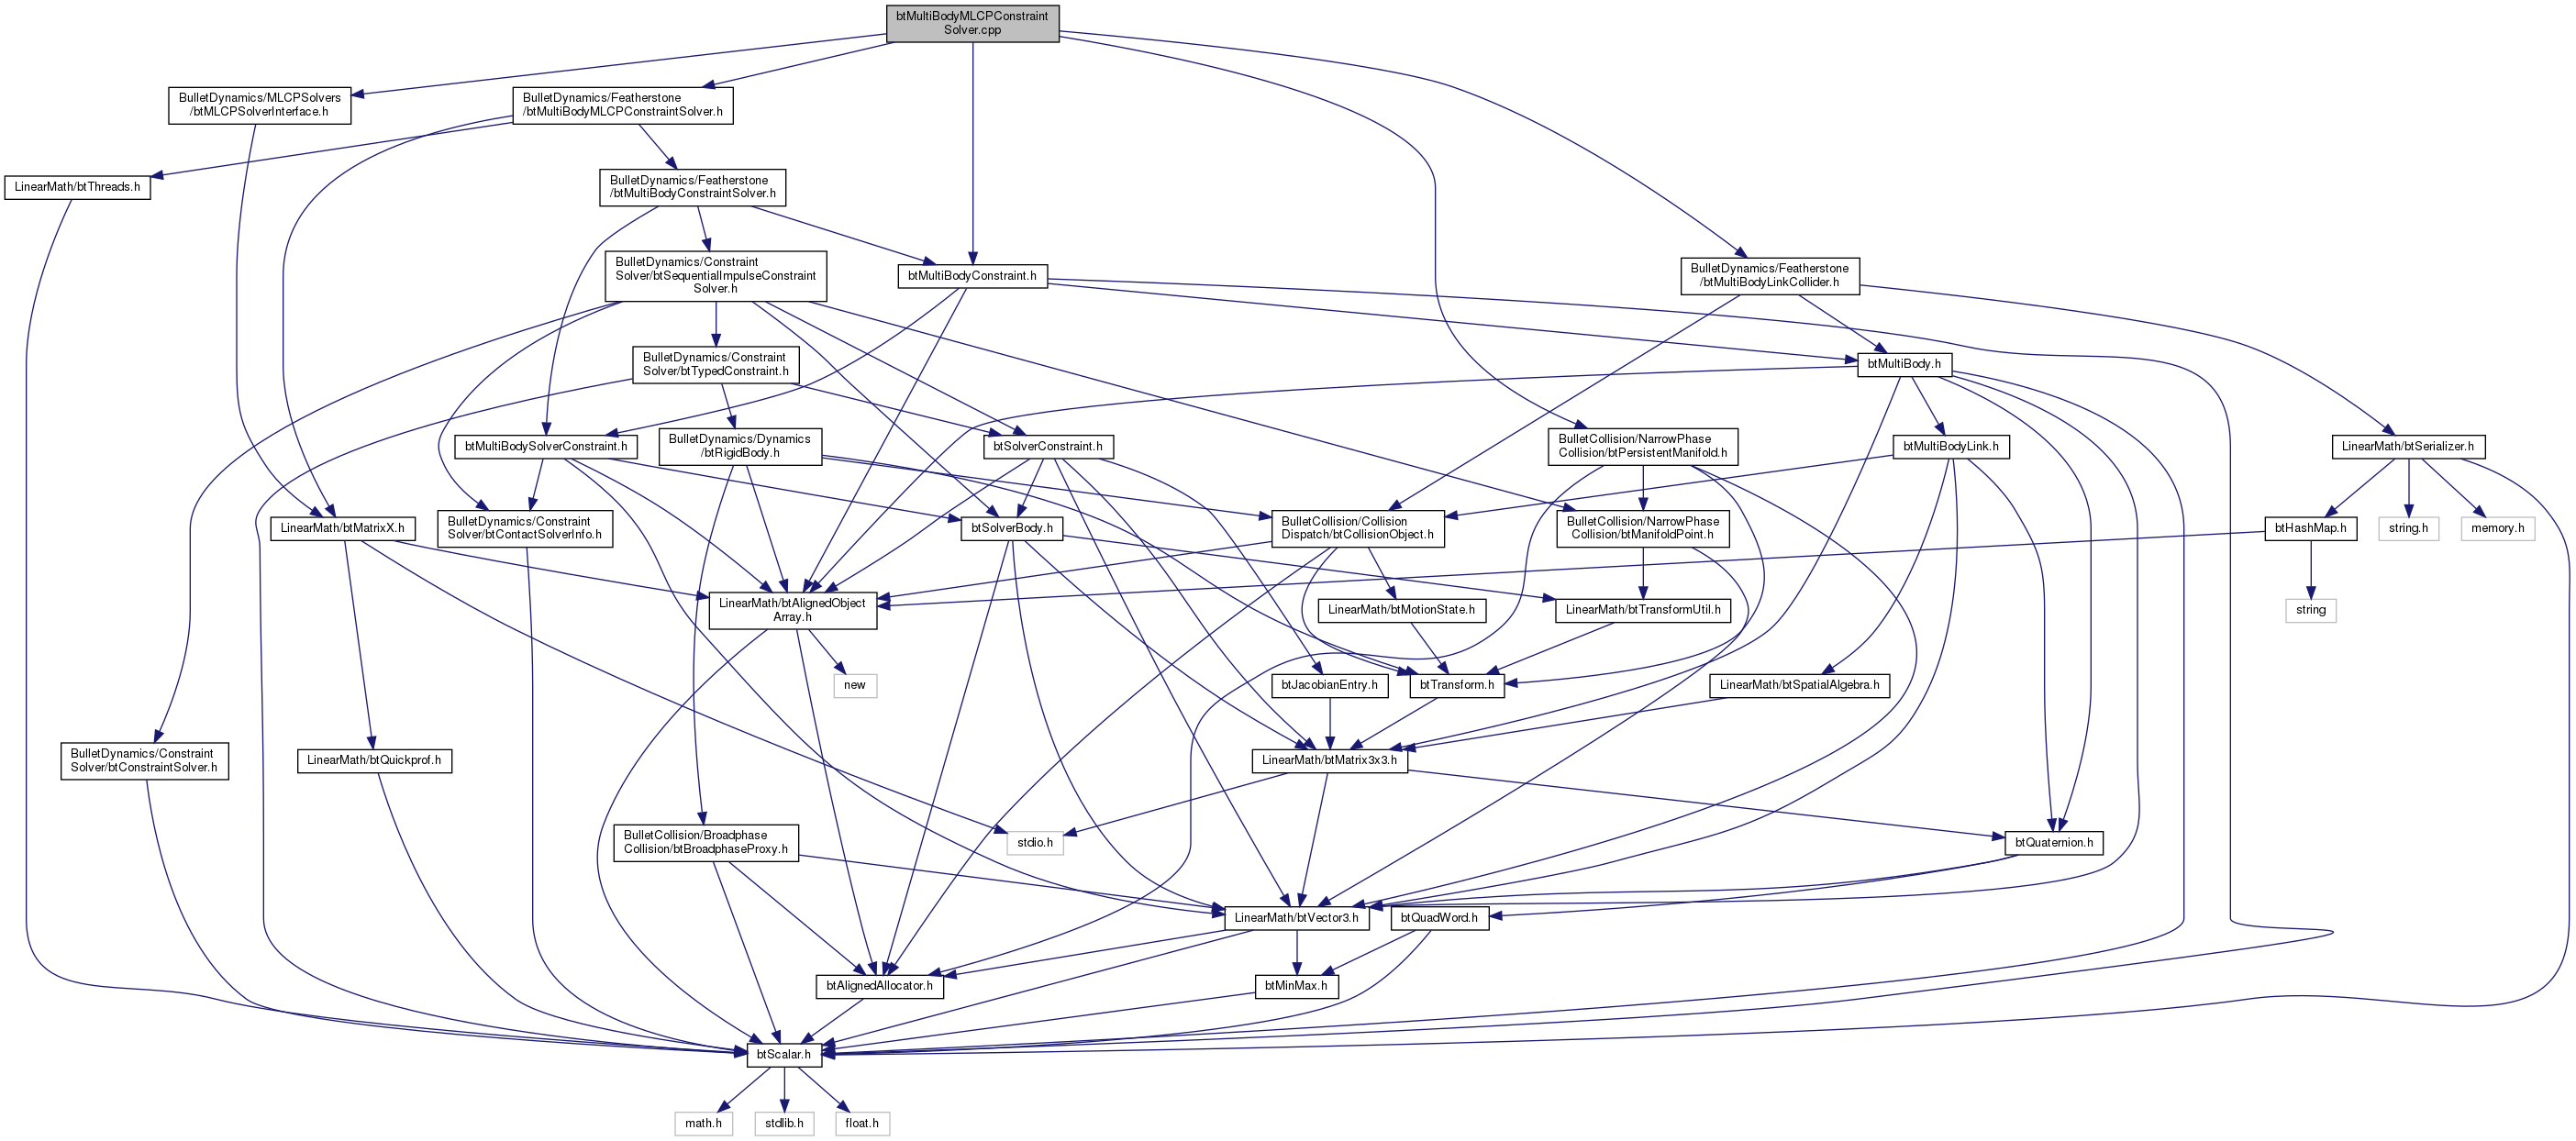 btMultiBodyMLCPConstraint
Solver.cpp
BulletDynamics/MLCPSolvers
/btMLCPSolverInterface.h
BulletDynamics/Featherstone
/btMultiBodyMLCPConstraintSolver.h
LinearMath/btThreads.h
BulletDynamics/Featherstone
/btMultiBodyConstraintSolver.h
BulletDynamics/Constraint
Solver/btSequentialImpulseConstraint
Solver.h
btMultiBodyConstraint.h
BulletDynamics/Featherstone
/btMultiBodyLinkCollider.h
BulletDynamics/Constraint
Solver/btTypedConstraint.h
btMultiBody.h
btMultiBodySolverConstraint.h
BulletDynamics/Dynamics
/btRigidBody.h
btSolverConstraint.h
BulletCollision/NarrowPhase
Collision/btPersistentManifold.h
btMultiBodyLink.h
LinearMath/btSerializer.h
LinearMath/btMatrixX.h
BulletDynamics/Constraint
Solver/btContactSolverInfo.h
btSolverBody.h
BulletCollision/Collision
Dispatch/btCollisionObject.h
BulletCollision/NarrowPhase
Collision/btManifoldPoint.h
btHashMap.h
string.h
memory.h
LinearMath/btAlignedObject
Array.h
LinearMath/btMotionState.h
LinearMath/btTransformUtil.h
string
new
btJacobianEntry.h
btTransform.h
LinearMath/btSpatialAlgebra.h
BulletDynamics/Constraint
Solver/btConstraintSolver.h
LinearMath/btQuickprof.h
LinearMath/btMatrix3x3.h
BulletCollision/Broadphase
Collision/btBroadphaseProxy.h
stdio.h
btQuaternion.h
LinearMath/btVector3.h
btQuadWord.h
btAlignedAllocator.h
btMinMax.h
btScalar.h
math.h
stdlib.h
float.h